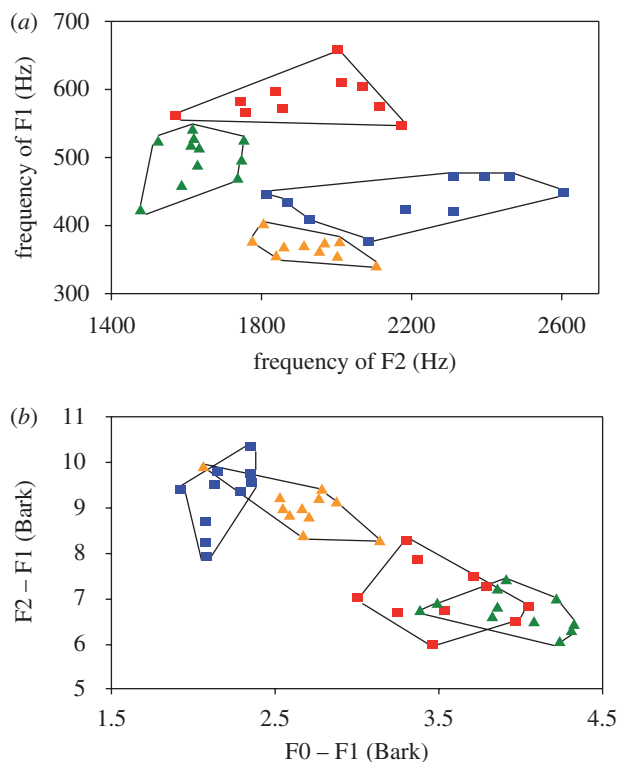 (a)
700
600
500
400
300
frequency of F1 (Hz)
1400 1800 2200 2600
frequency of F2 (Hz)
(b)
11
10
9
8
7
6
5
F2 – F1 (Bark)
1.5 2.5 3.5 4.5
F0 – F1 (Bark)